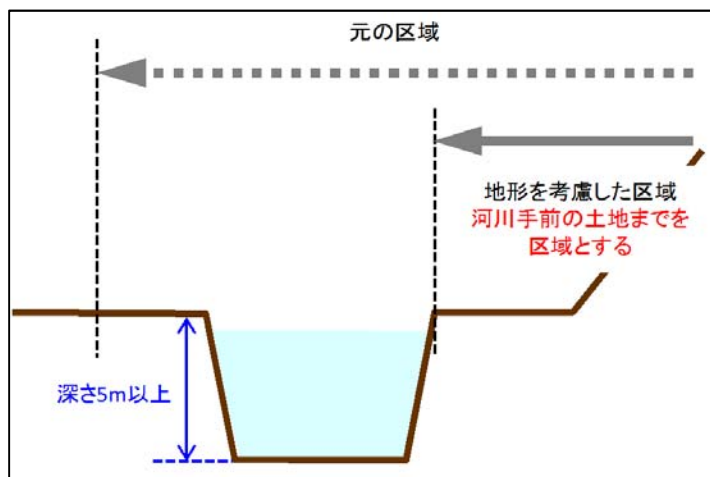 元の区域
地形を考慮した区域
河川手前の土地までを
区域とする
深さ5m以上